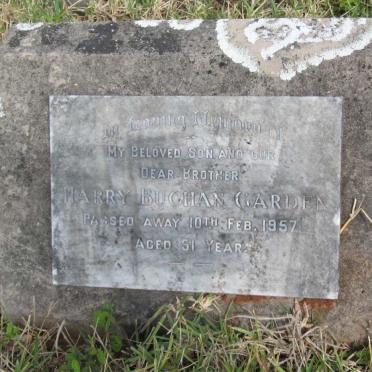 In Loving Memory of
My Beloved Son and our
Dear Brother
Harry Buchan Garden
Passed away 10th Feb. 1957
Aged 51 Years